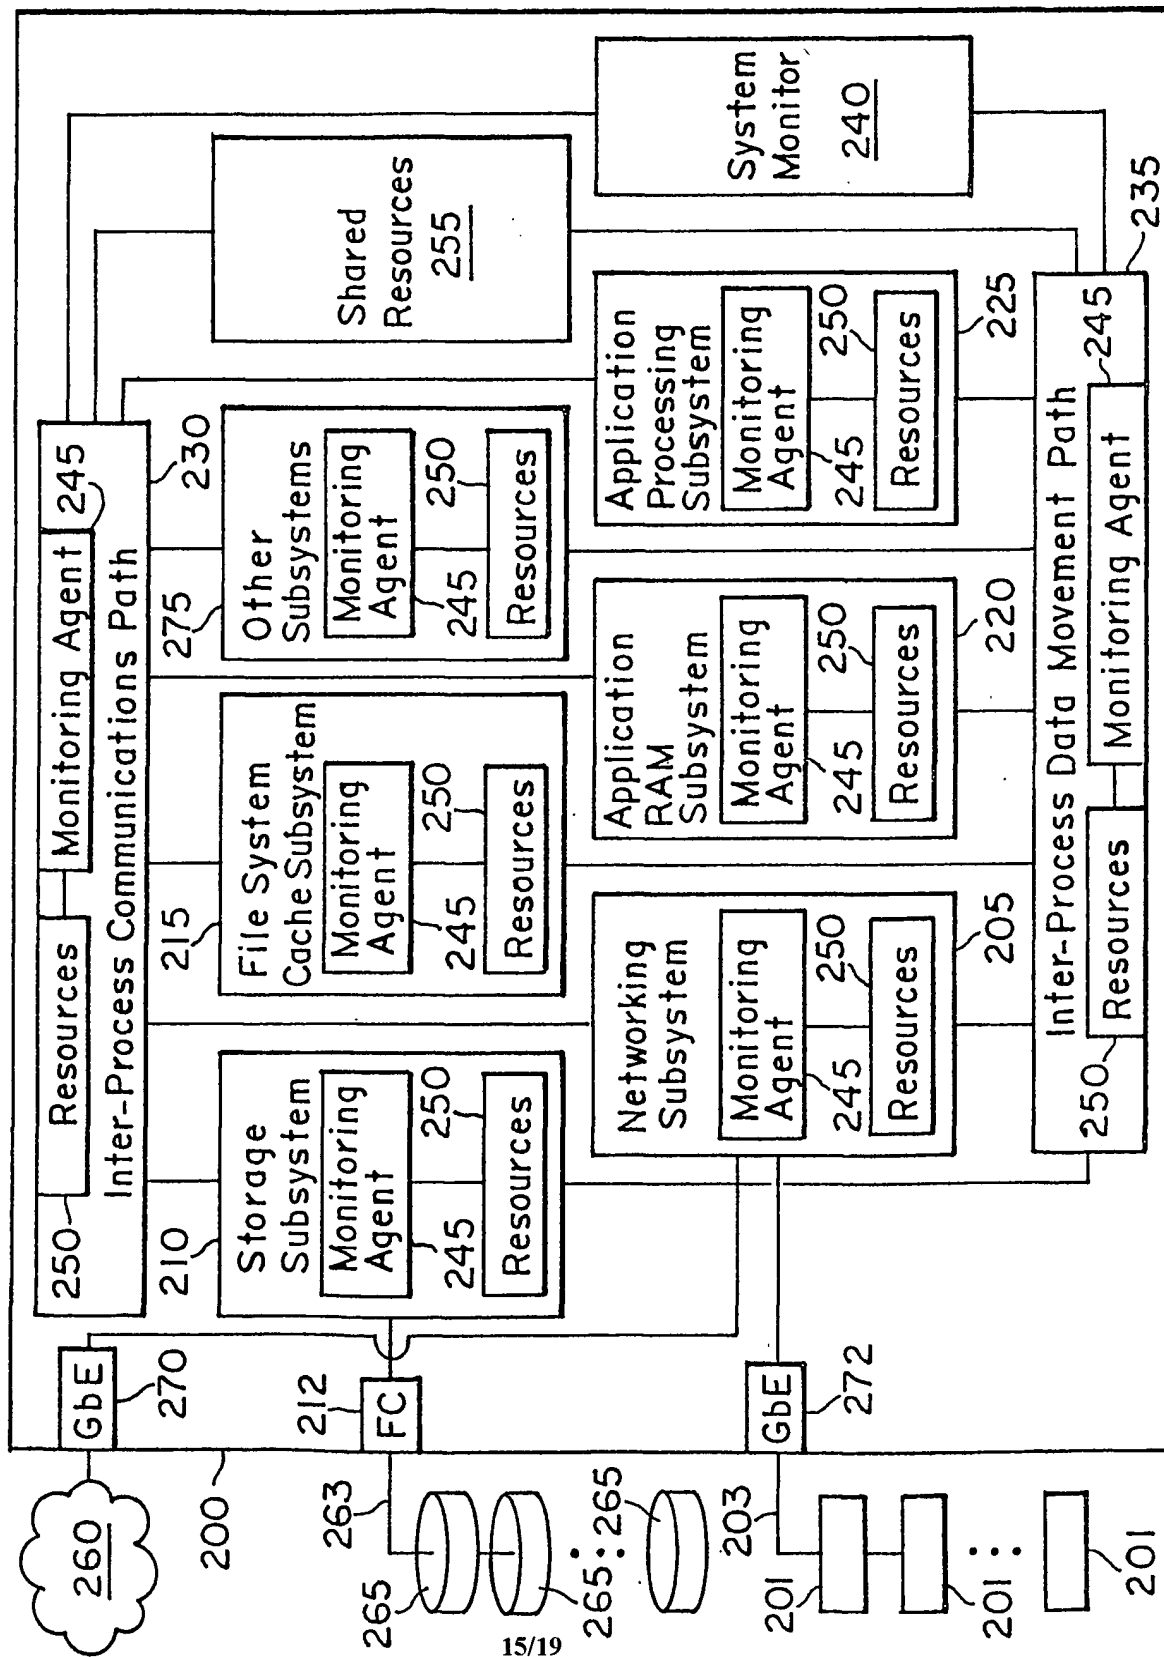 260
GbE
270
200
250
Resources
Monitoring Agent
245
Inter-Process Communications Path
230
210
Storage
Subsystem
Monitoring
Agent
245
250
Resources
215
File System
Cache Subsystem
Monitoring
Agent
245
250
Resources
275
Other
Subsystems
Monitoring
Agent
245
250
Resources
Shared
Resources
255
System
Monitor
240
212
FC
263
265
265
265
Networking
Subsystem
Monitoring
Agent
245
250
Resources
205
Application
RAM
Subsystem
Monitoring
Agent
245
250
Resources
220
Application
Processing
Subsystem
Monitoring
Agent
245
250
Resources
225
GbE
272
203
201
201
201
Inter-Process Data Movement Path
235
250
Resources
Monitoring Agent
245
15/19